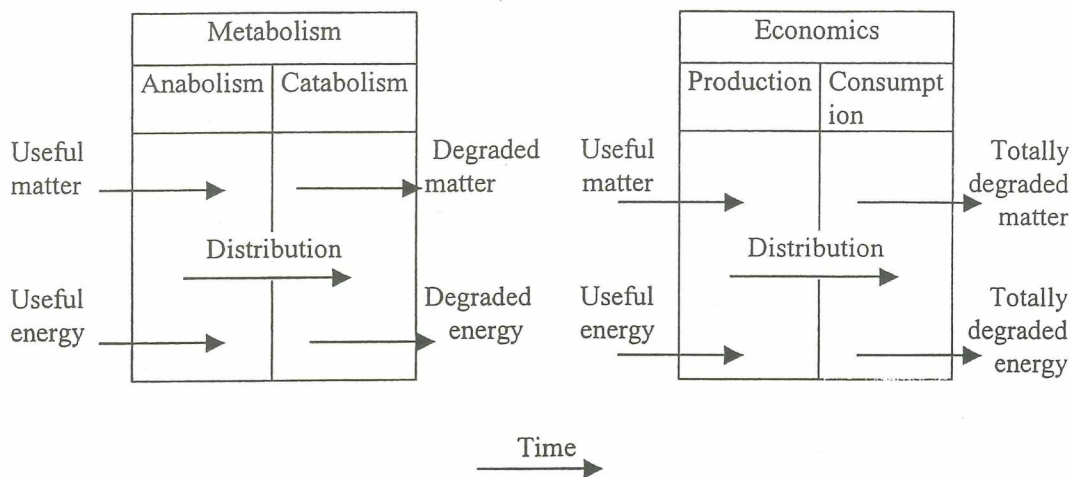 Metabolism
Anabolism
Catabolism
Useful
matter
Degraded
matter
Distribution
Useful
energy
Degraded
energy
Economics
Production
Consumpt
ion
Useful
matter
Totally
degraded
matter
Distribution
Useful
energy
Totally
degraded
energy
Time